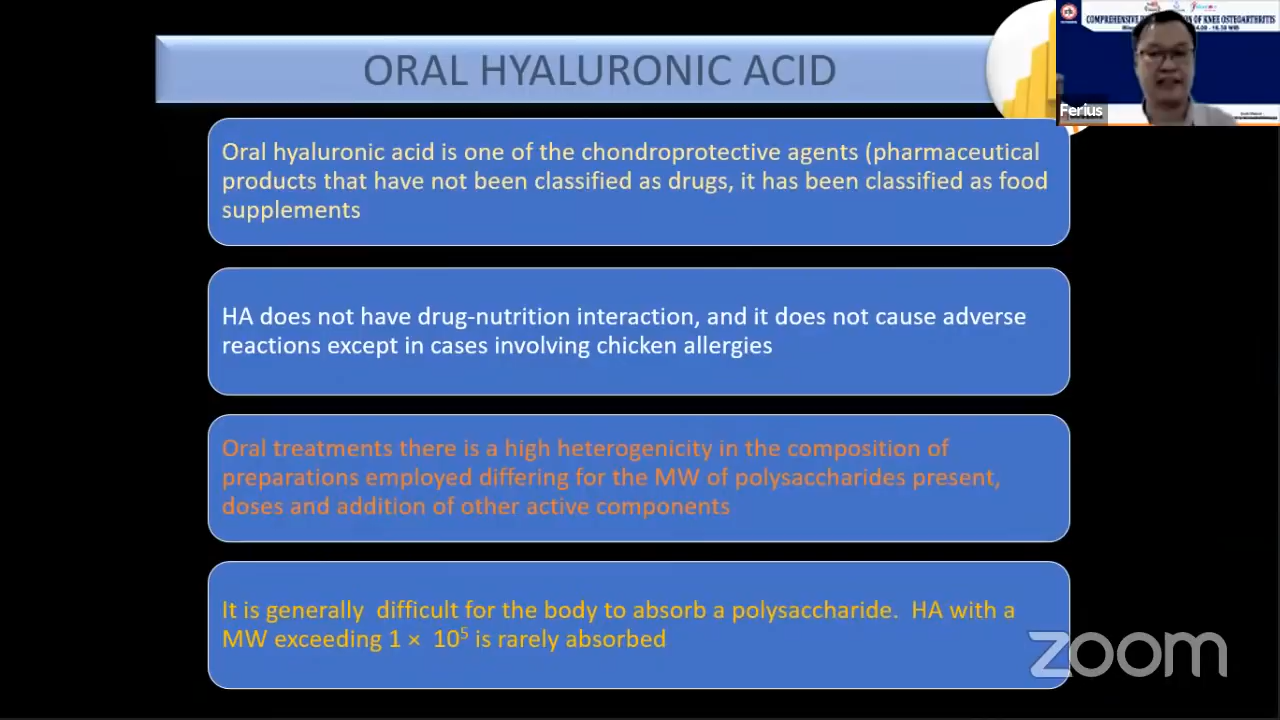 ORAL HYALURONIC ACID
COMPREHENSIVE
OF KNEE OSTEOARTHRITIS
Ferius
Oral hyaluronic acid is one of the chondroprotective agents (pharmaceutical
products that have not been classified as drugs, it has been classified as food
supplements
HA does not have drug-nutrition interaction, and it does not cause adverse
reactions except in cases involving chicken allergies
Oral treatments there is a high heterogenicity in the composition of
preparations employed differing for the MW of polysaccharides present,
doses and addition of other active components
It is generally  difficult for the body to absorb a polysaccharide.  HA with a
MW exceeding 1 ×  10⁵ is rarely absorbed
zoom